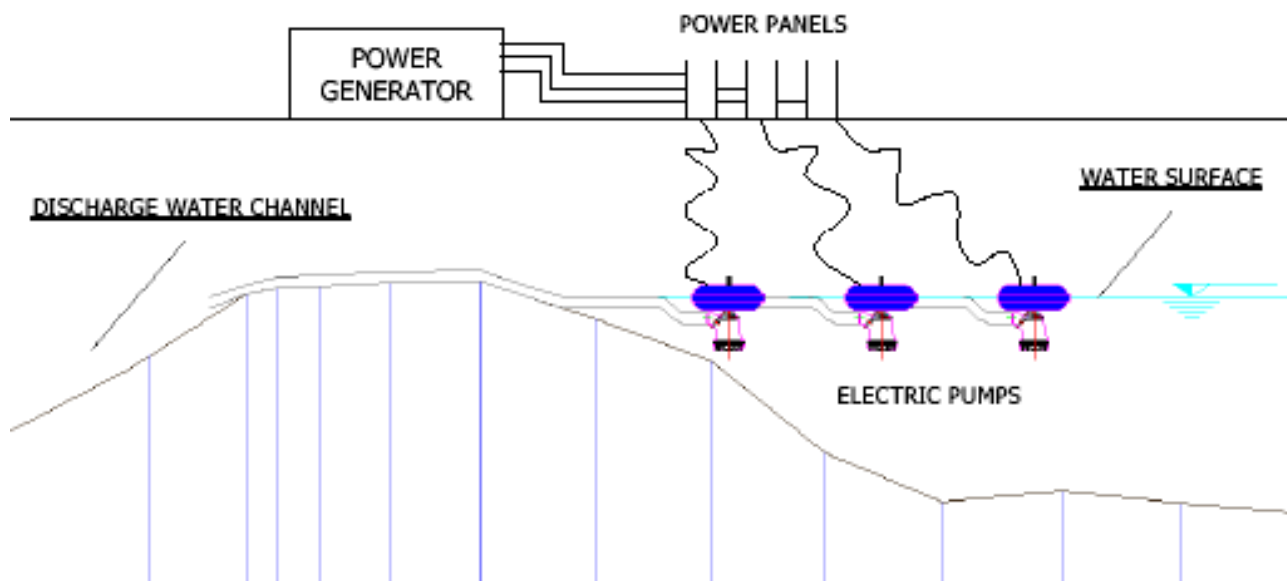 POWER PANELS
POWER
GENERATOR
WATER SURFACE
DISCHARGE WATER CHANNEL
ELECTRIC PUMPS